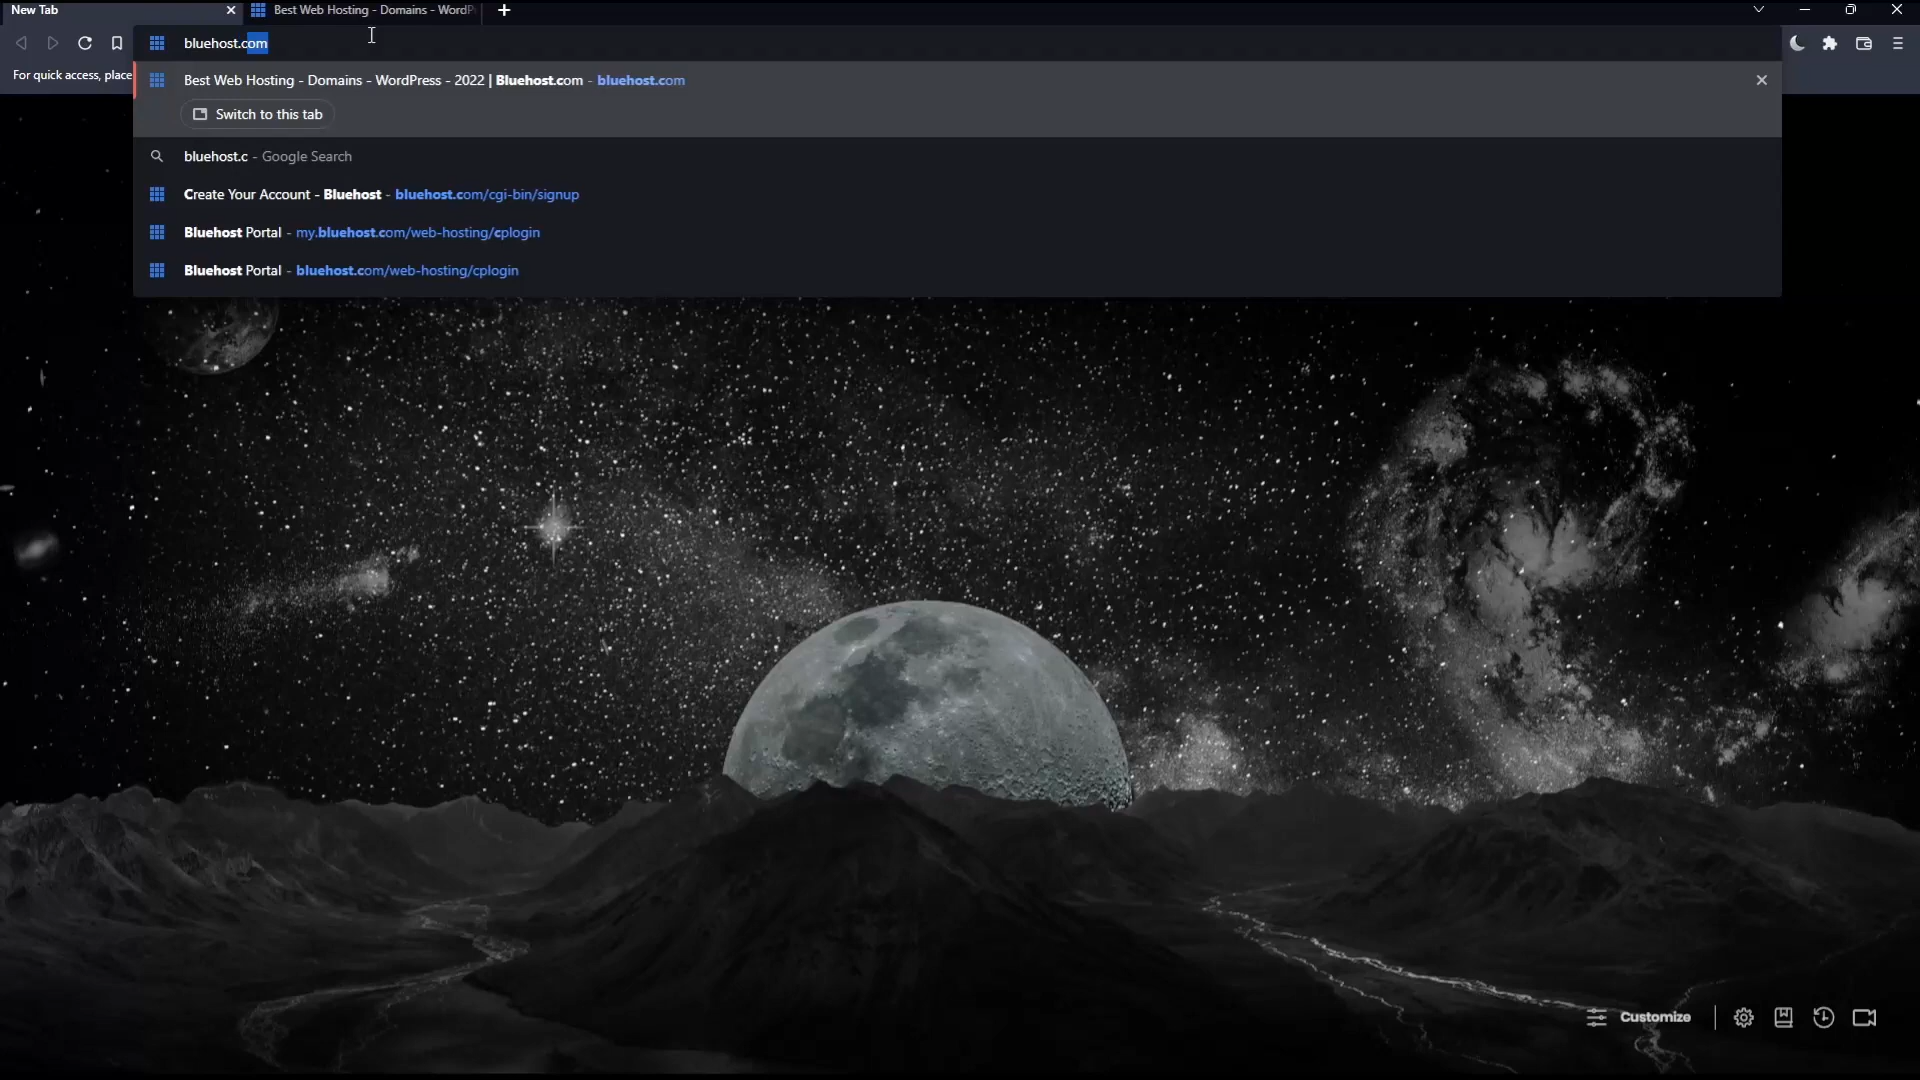 New Tab
Best Web Hosting - Domains - WordP
bluehost.com
For quick access, place
Best Web Hosting - Domains - WordPress - 2022 | Bluehost.com - bluehost.com
Switch to this tab
bluehost.c - Google Search
Create Your Account - Bluehost - bluehost.com/cgi-bin/signup
Bluehost Portal - my.bluehost.com/web-hosting/cplogin
Bluehost Portal - bluehost.com/web-hosting/cplogin
Customize